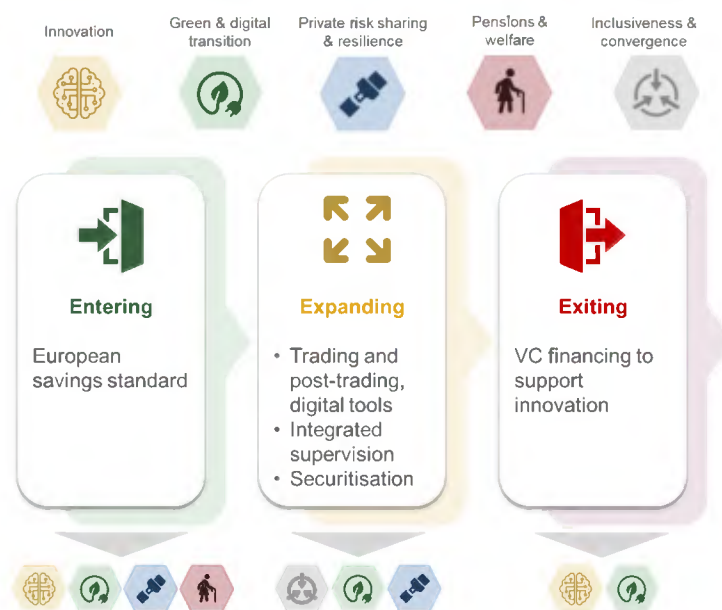 Innovation
Green & digital
transition
Private risk sharing
& resilience
Pensions &
welfare
Inclusiveness &
convergence
Entering
European
savings standard
Expanding
• Trading and
post-trading,
digital tools
• Integrated
supervision
• Securitisation
Exiting
VC financing to
support
innovation